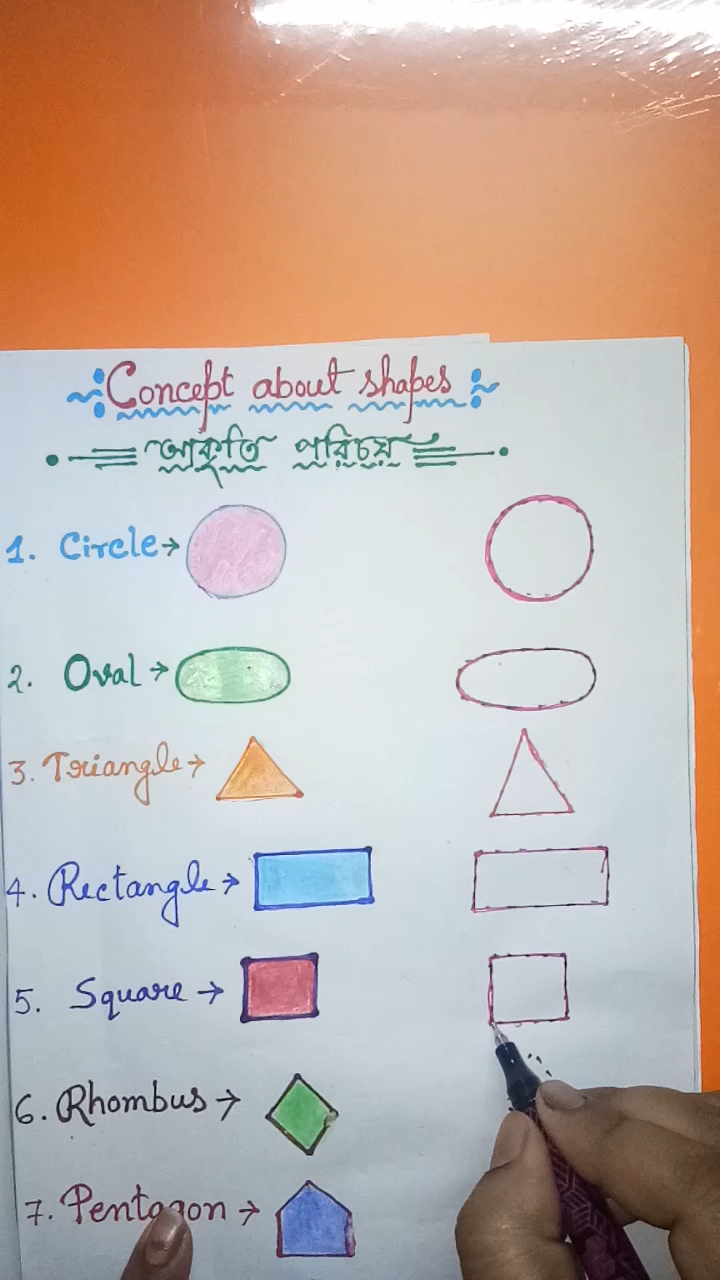 Concept about shapes
আকৃতি পরিচয়
1. Circle→
2. Oval→
3. Triangle→
4. Rectangle→
5. Square→
6. Rhombus→
7. Pentagon→